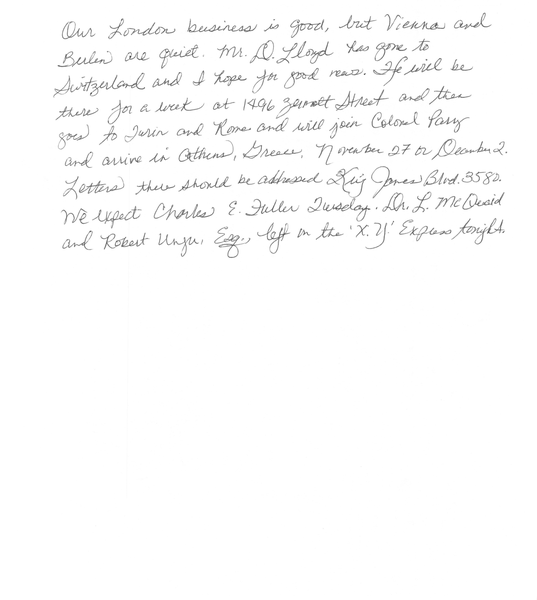 Our London business is good, but Vienna and
Berlin are quiet. Mr. D. Lloyd has gone to
Switzerland and I hope for good news. He will be
there for a week at 1496 Zermott Street and then
goes to Turin and Rome and will join Colonel Parry
and arrive in Athens, Greece, November 27 or December 2.
Letters there should be addressed King James Blvd. 3580.
We expect Charles E. Fuller Tuesday. Dr. L. McQuaid
and Robert Unger, Esq., left on the 'X.Y.' Express tonight.